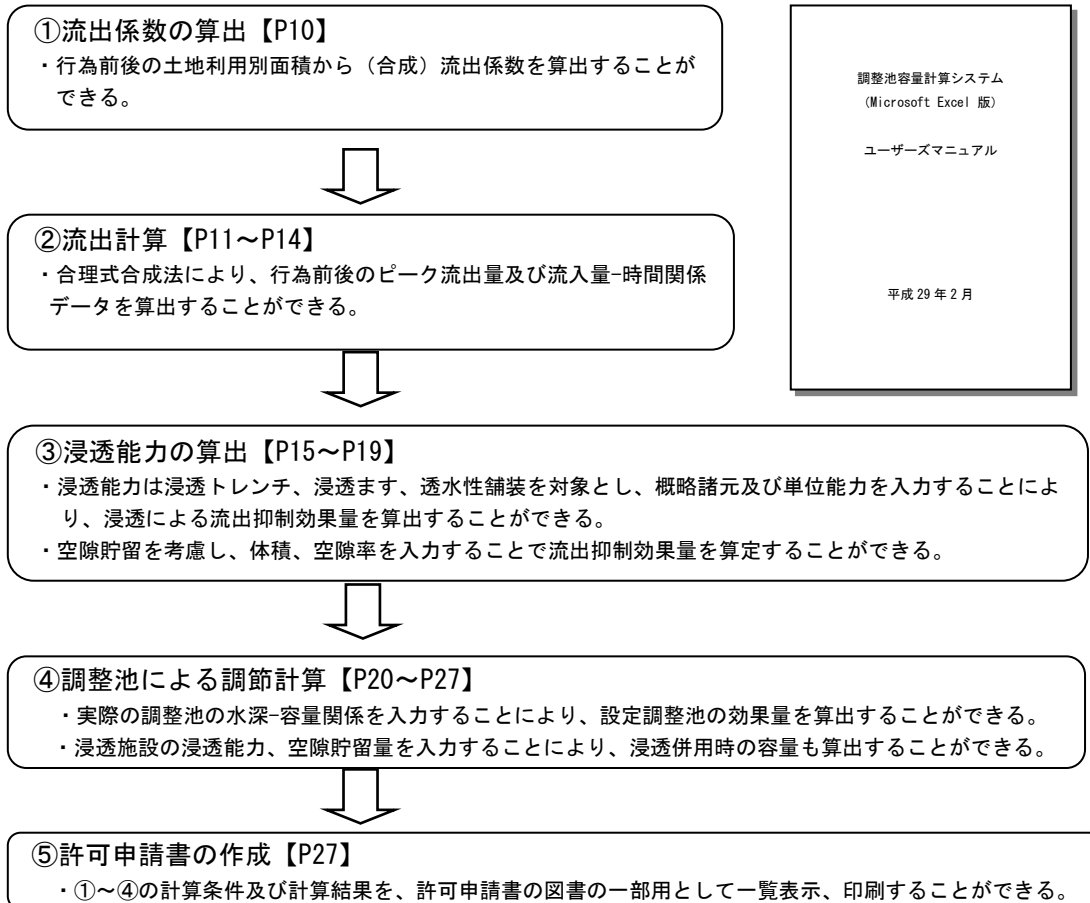 ①流出係数の算出【P10】
・行為前後の土地利用別面積から（合成）流出係数を算出することが
できる。
調整池容量計算システム
（Microsoft Excel 版）
ユーザーズマニュアル
平成 29 年 2 月
②流出計算【P11～P14】
・合理式合成法により、行為前後のピーク流出量及び流入量-時間関係
データを算出することができる。
③浸透能力の算出【P15～P19】
・浸透能力は浸透トレンチ、浸透ます、透水性舗装を対象とし、概略諸元及び単位能力を入力することによ
り、浸透による流出抑制効果量を算出することができる。
・空隙貯留を考慮し、体積、空隙率を入力することで流出抑制効果量を算定することができる。
④調整池による調節計算【P20～P27】
・実際の調整池の水深-容量関係を入力することにより、設定調整池の効果量を算出することができる。
・浸透施設の浸透能力、空隙貯留量を入力することにより、浸透併用時の容量も算出することができる。
⑤許可申請書の作成【P27】
・①～④の計算条件及び計算結果を、許可申請書の図書の一部用として一覧表示、印刷することができる。